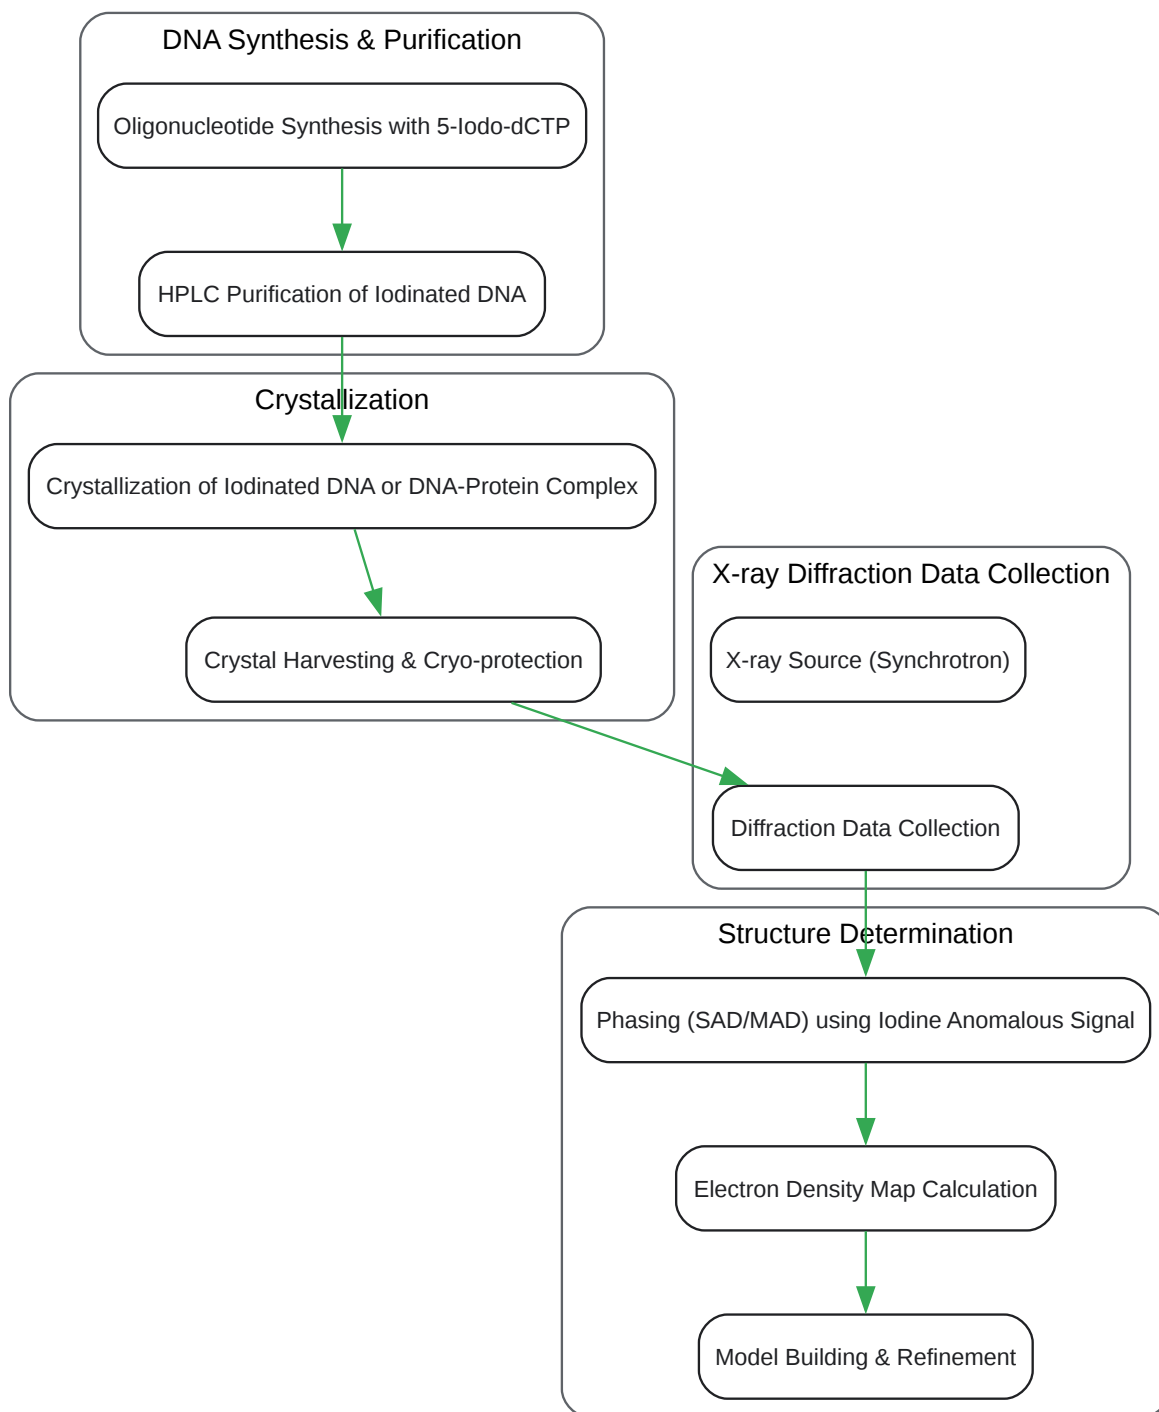 DNA Synthesis & Purification
Oligonucleotide Synthesis with 5-Iodo-dCTP
HPLC Purification of Iodinated DNA
Crystallization
Crystallization of Iodinated DNA or DNA-Protein Complex
Crystal Harvesting & Cryo-protection
X-ray Diffraction Data Collection
X-ray Source (Synchrotron)
Diffraction Data Collection
Structure Determination
Phasing (SAD/MAD) using Iodine Anomalous Signal
Electron Density Map Calculation
Model Building & Refinement